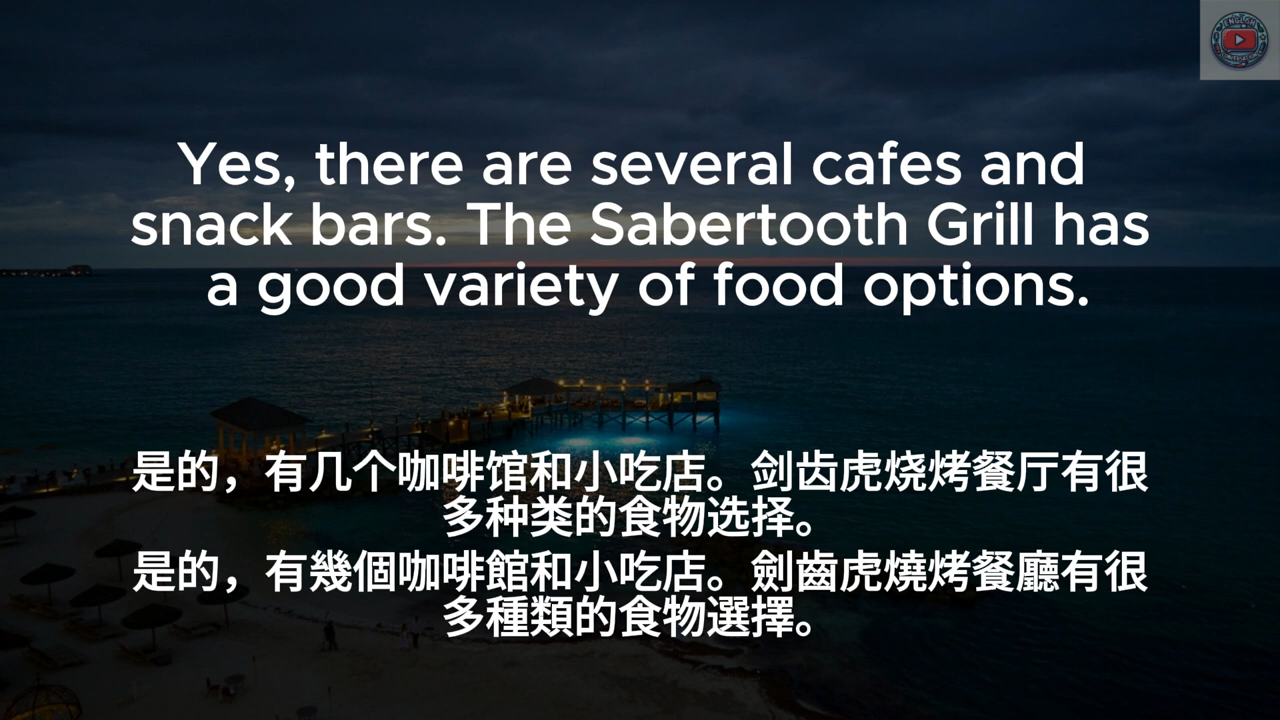 Yes, there are several cafes and
snack bars. The Sabertooth Grill has
a good variety of food options.
是的，有几个咖啡馆和小吃店。剑齿虎烧烤餐厅有很
多种类的食物选择。
是的，有幾個咖啡館和小吃店。劍齒虎燒烤餐廳有很
多種類的食物選擇。